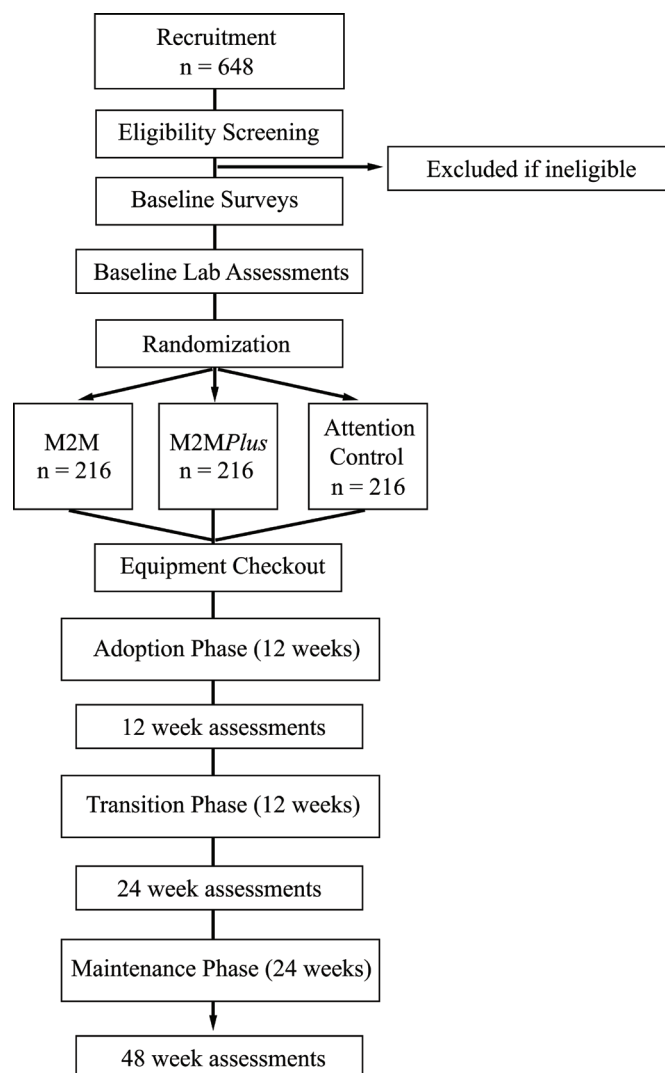 Recruitment
n = 648
Eligibility Screening
Excluded if ineligible
Baseline Surveys
Baseline Lab Assessments
Randomization
M2M
n = 216
M2MPlus
n = 216
Attention
Control
n = 216
Equipment Checkout
Adoption Phase (12 weeks)
12 week assessments
Transition Phase (12 weeks)
24 week assessments
Maintenance Phase (24 weeks)
48 week assessments